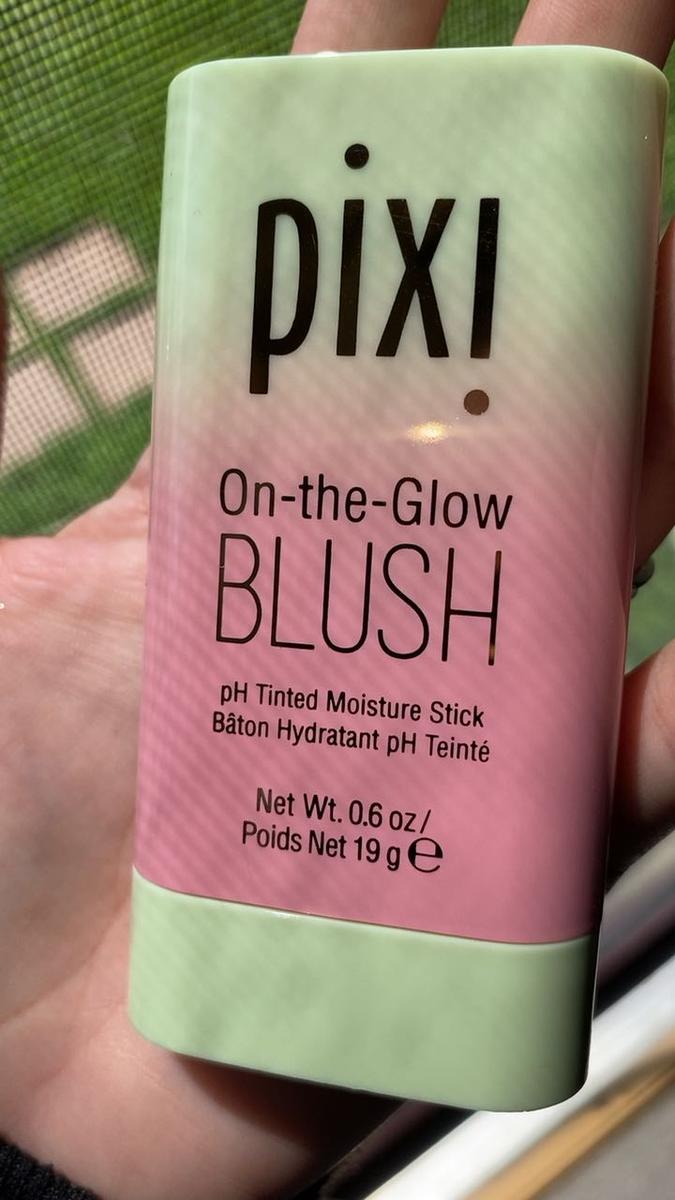 pixi
On-the-Glow
BLUSH
pH Tinted Moisture Stick
Bâton Hydratant pH Teinté
Net Wt. 0.6 oz/
Poids Net 19 g ℮